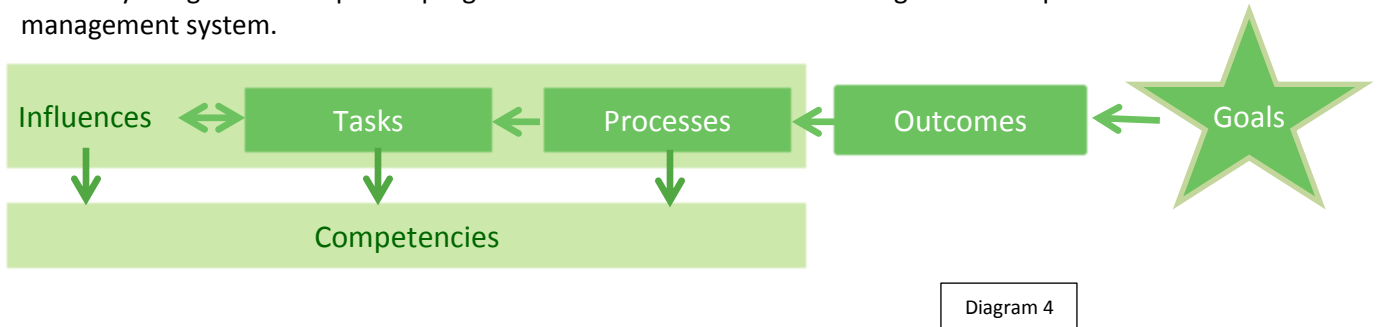 management system.
Influences
Tasks
Processes
Outcomes
Goals
Competencies
Diagram 4